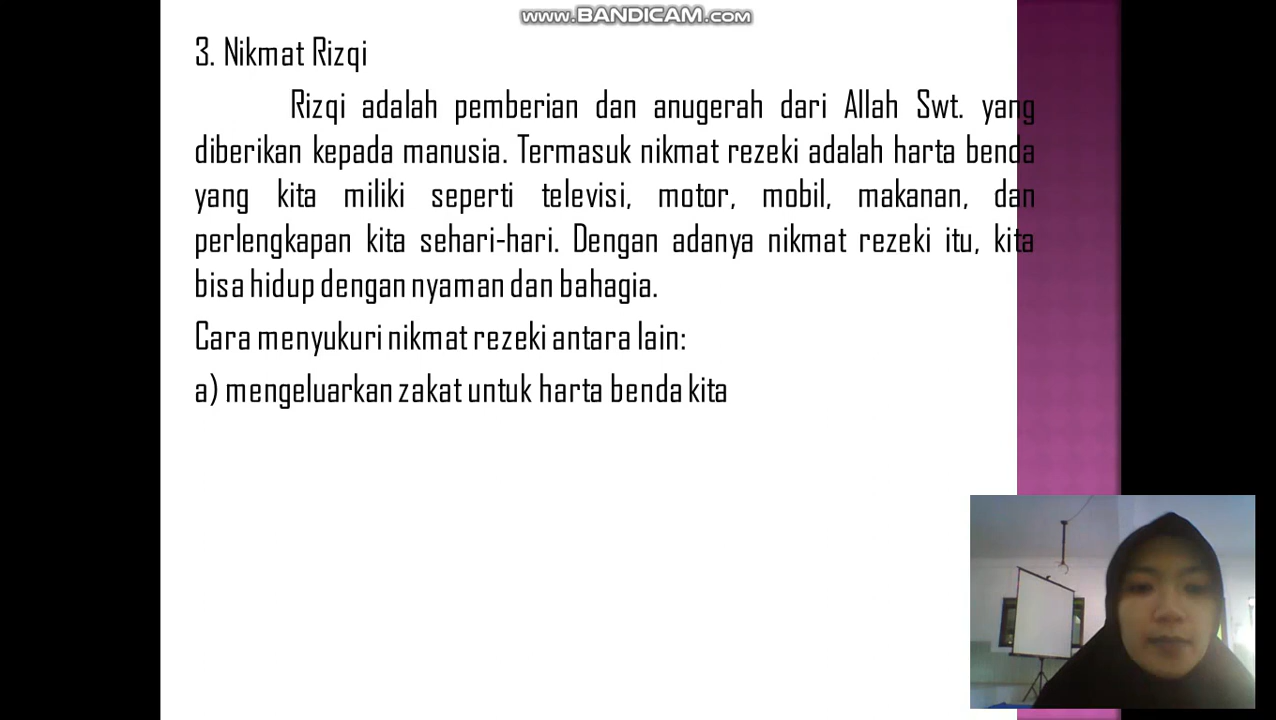 www.BANDICAM.com
3. Nikmat Rizqi
Rizqi adalah pemberian dan anugerah dari Allah Swt. yang
diberikan kepada manusia. Termasuk nikmat rezeki adalah harta benda
yang kita miliki seperti televisi, motor, mobil, makanan, dan
perlengkapan kita sehari-hari. Dengan adanya nikmat rezeki itu, kita
bisa hidup dengan nyaman dan bahagia.
Cara menyukuri nikmat rezeki antara lain:
a) mengeluarkan zakat untuk harta benda kita